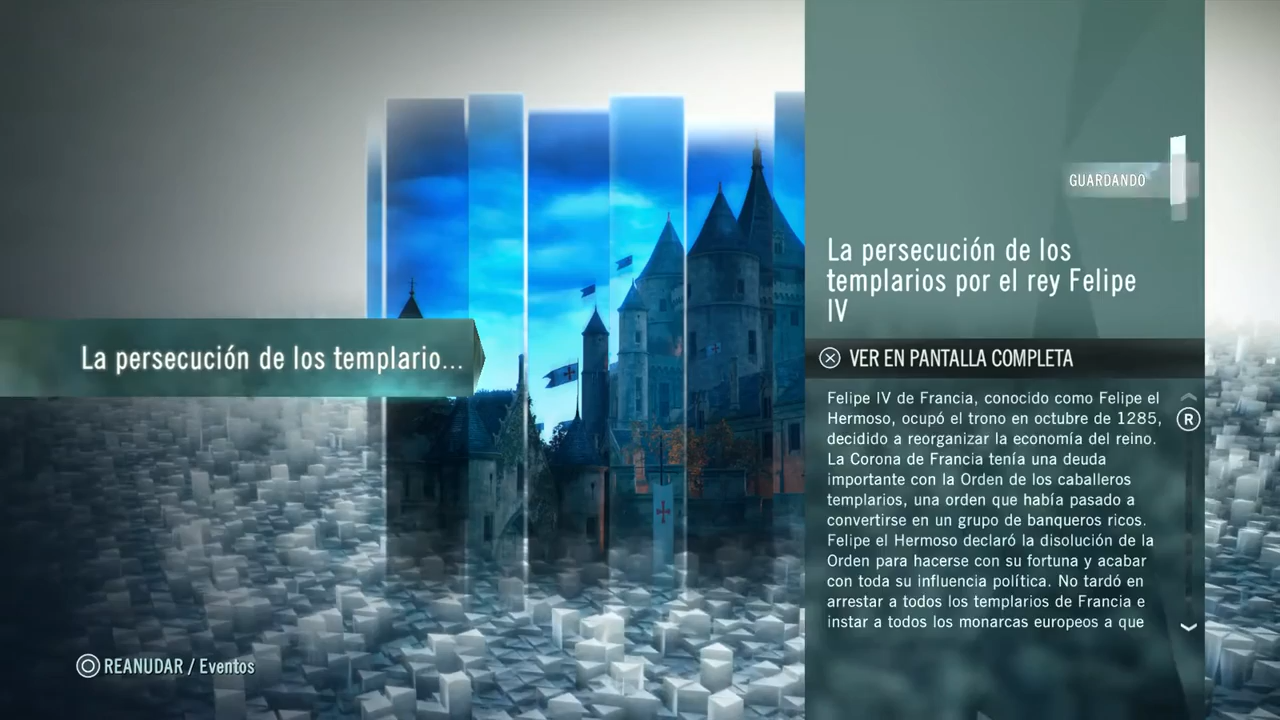 GUARDANDO
La persecución de los
templarios por el rey Felipe
IV
La persecución de los templario...
VER EN PANTALLA COMPLETA
Felipe IV de Francia, conocido como Felipe el
Hermoso, ocupó el trono en octubre de 1285,
decidido a reorganizar la economía del reino.
La Corona de Francia tenía una deuda
importante con la Orden de los caballeros
templarios, una orden que había pasado a
convertirse en un grupo de banqueros ricos.
Felipe el Hermoso declaró la disolución de la
Orden para hacerse con su fortuna y acabar
con toda su influencia política. No tardó en
arrestar a todos los templarios de Francia e
instar a todos los monarcas europeos a que
R
REANUDAR / Eventos